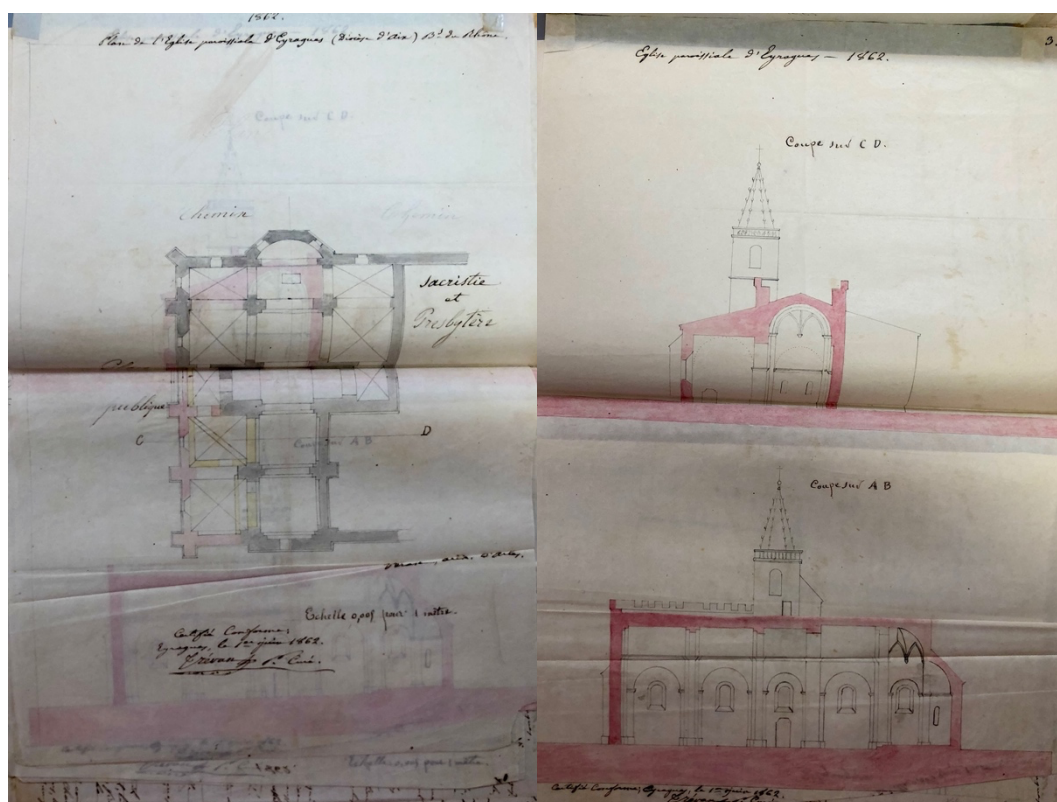 1862.
Plan de l'Eglise paroissiale d'Eyragues (diocèse d'Aix) Bs. du Rhône.
Coupe sur C D.
Chemin
Chemin
Sacristie
et
Presbytère
publique
C
D
Coupe sur A B
Echelle 0,005 pour 1 mètre.
Certifié Conforme;
Eyragues, le 1er juin 1862.
Curé.
3.
Eglise paroissiale d'Eyragues — 1862.
Coupe sur C D.
Coupe sur A B
Certifié Conforme; Eyragues, le 1er juin 1862.